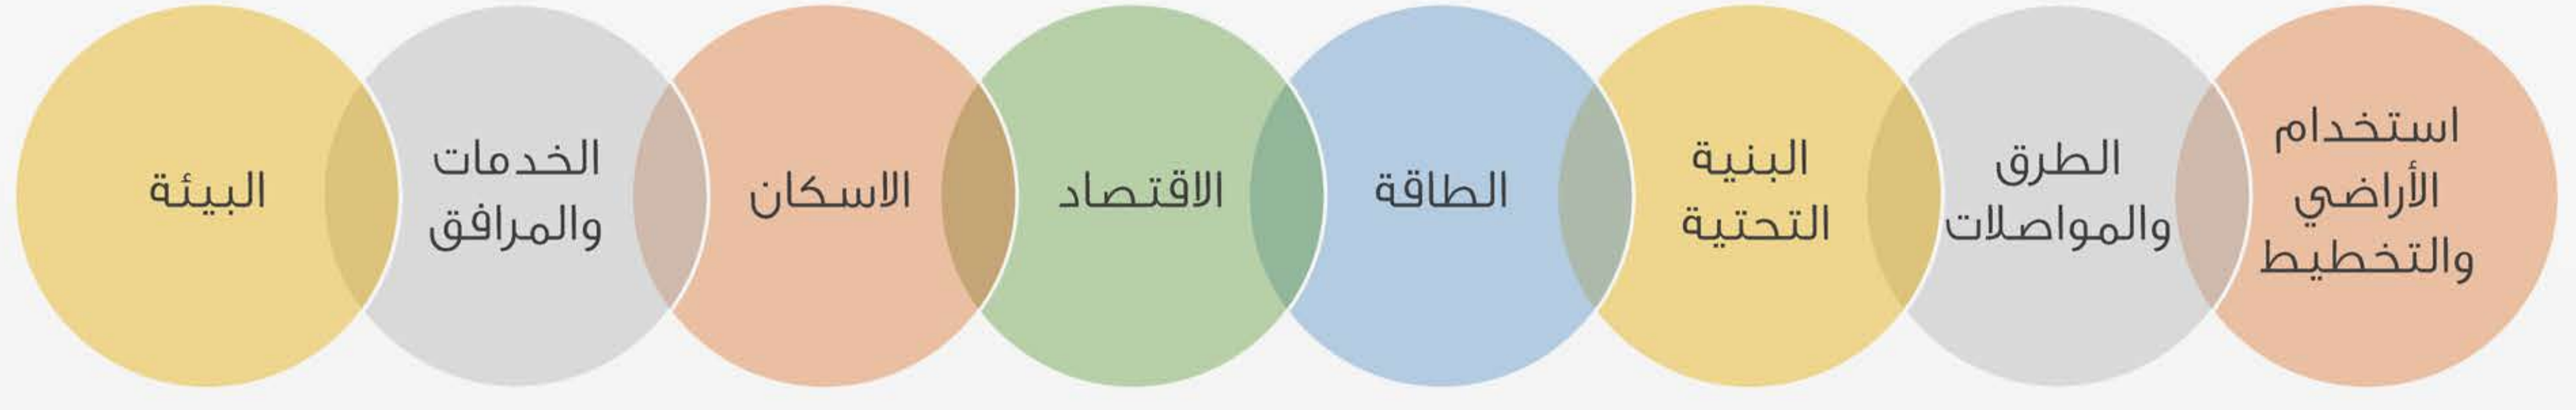 استخدام
الأراضي
والتخطيط
الطرق
والمواصلات
البنية
التحتية
الطاقة
الاقتصاد
الاسكان
الخدمات
والمرافق
البيئة